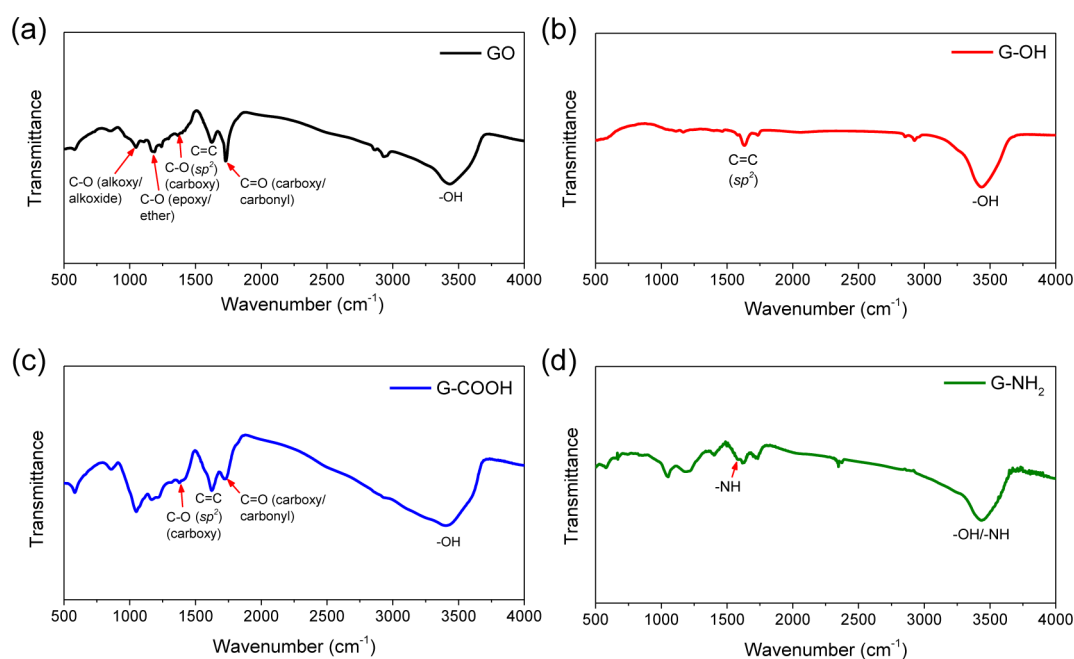 (a)
GO
Transmittance
C-O (alkoxy/
alkoxide)
C-O (epoxy/
ether)
C-O (sp²)
(carboxy)
C=C
C=O (carboxy/
carbonyl)
-OH
500 1000 1500 2000 2500 3000 3500 4000
Wavenumber (cm⁻¹)
(b)
G-OH
Transmittance
C=C
(sp²)
-OH
500 1000 1500 2000 2500 3000 3500 4000
Wavenumber (cm⁻¹)
(c)
G-COOH
Transmittance
C-O (sp²)
(carboxy)
C=C
C=O (carboxy/
carbonyl)
-OH
500 1000 1500 2000 2500 3000 3500 4000
Wavenumber (cm⁻¹)
(d)
G-NH₂
Transmittance
-NH
-OH/-NH
500 1000 1500 2000 2500 3000 3500 4000
Wavenumber (cm⁻¹)